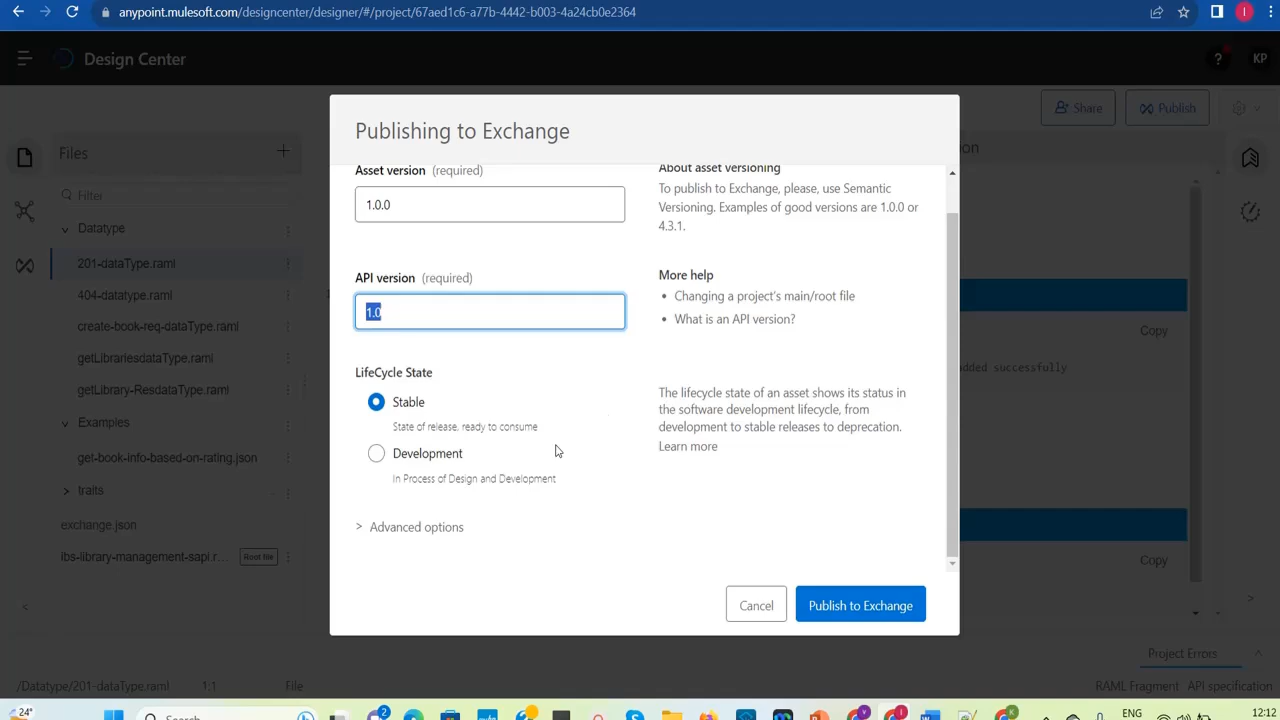 anypoint.mulesoft.com/designcenter/designer/#/project/67aed1c6-a77b-4442-b003-4a24cb0e2364
I
Design Center
?
KP
Share
Publish
Files
Filter
Datatype
201-dataType.raml
404-datatype.raml
create-book-req-dataType.raml
getLibrariesdataType.raml
getLibrary-ResdataType.raml
Examples
get-book-info-based-on-rating.json
traits
exchange.json
ibs-library-management-sapi.r...
Root file
Publishing to Exchange
Asset version (required)
1.0.0
API version (required)
1.0
LifeCycle State
Stable
State of release, ready to consume
Development
In Process of Design and Development
> Advanced options
About asset versioning
To publish to Exchange, please, use Semantic
Versioning. Examples of good versions are 1.0.0 or
4.3.1.
More help
• Changing a project's main/root file
• What is an API version?
The lifecycle state of an asset shows its status in
the software development lifecycle, from
development to stable releases to deprecation.
Learn more
Cancel
Publish to Exchange
ion
Copy
dded successfully
Copy
Project Errors
/Datatype/201-dataType.raml
1:1
File
RAML Fragment
API specification
24°
Search
2
ENG
12:12